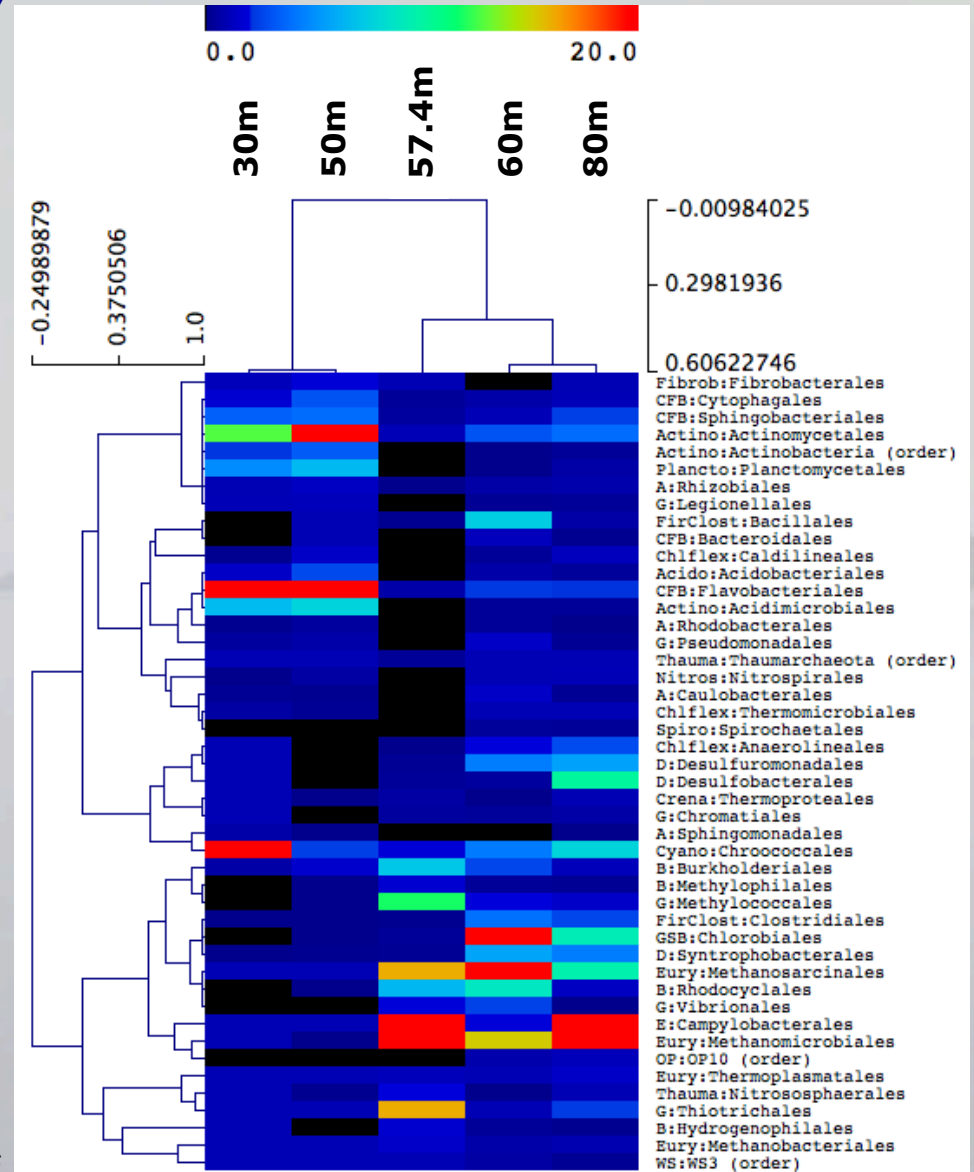 0.0 20.0
30m 50m 57.4m 60m 80m
-0.24989879 0.3750506 1.0
-0.00984025
0.2981936
0.60622746
Fibrob:Fibrobacterales
CFB:Cytophagales
CFB:Sphingobacteriales
Actino:Actinomycetales
Actino:Actinobacteria (order)
Plancto:Planctomycetales
A:Rhizobiales
G:Legionellales
FirClost:Bacillales
CFB:Bacteroidales
Chlflex:Caldilineales
Acido:Acidobacteriales
CFB:Flavobacteriales
Actino:Acidimicrobiales
A:Rhodobacterales
G:Pseudomonadales
Thauma:Thaumarchaeota (order)
Nitros:Nitrospirales
A:Caulobacterales
Chlflex:Thermomicrobiales
Spiro:Spirochaetales
Chlflex:Anaerolineales
D:Desulfuromonadales
D:Desulfobacterales
Crena:Thermoproteales
G:Chromatiales
A:Sphingomonadales
Cyano:Chroococcales
B:Burkholderiales
B:Methylophilales
G:Methylococcales
FirClost:Clostridiales
GSB:Chlorobiales
D:Syntrophobacterales
Eury:Methanosarcinales
B:Rhodocyclales
G:Vibrionales
E:Campylobacterales
Eury:Methanomicrobiales
OP:OP10 (order)
Eury:Thermoplasmatales
Thauma:Nitrososphaerales
G:Thiotrichales
B:Hydrogenophilales
Eury:Methanobacteriales
WS:WS3 (order)